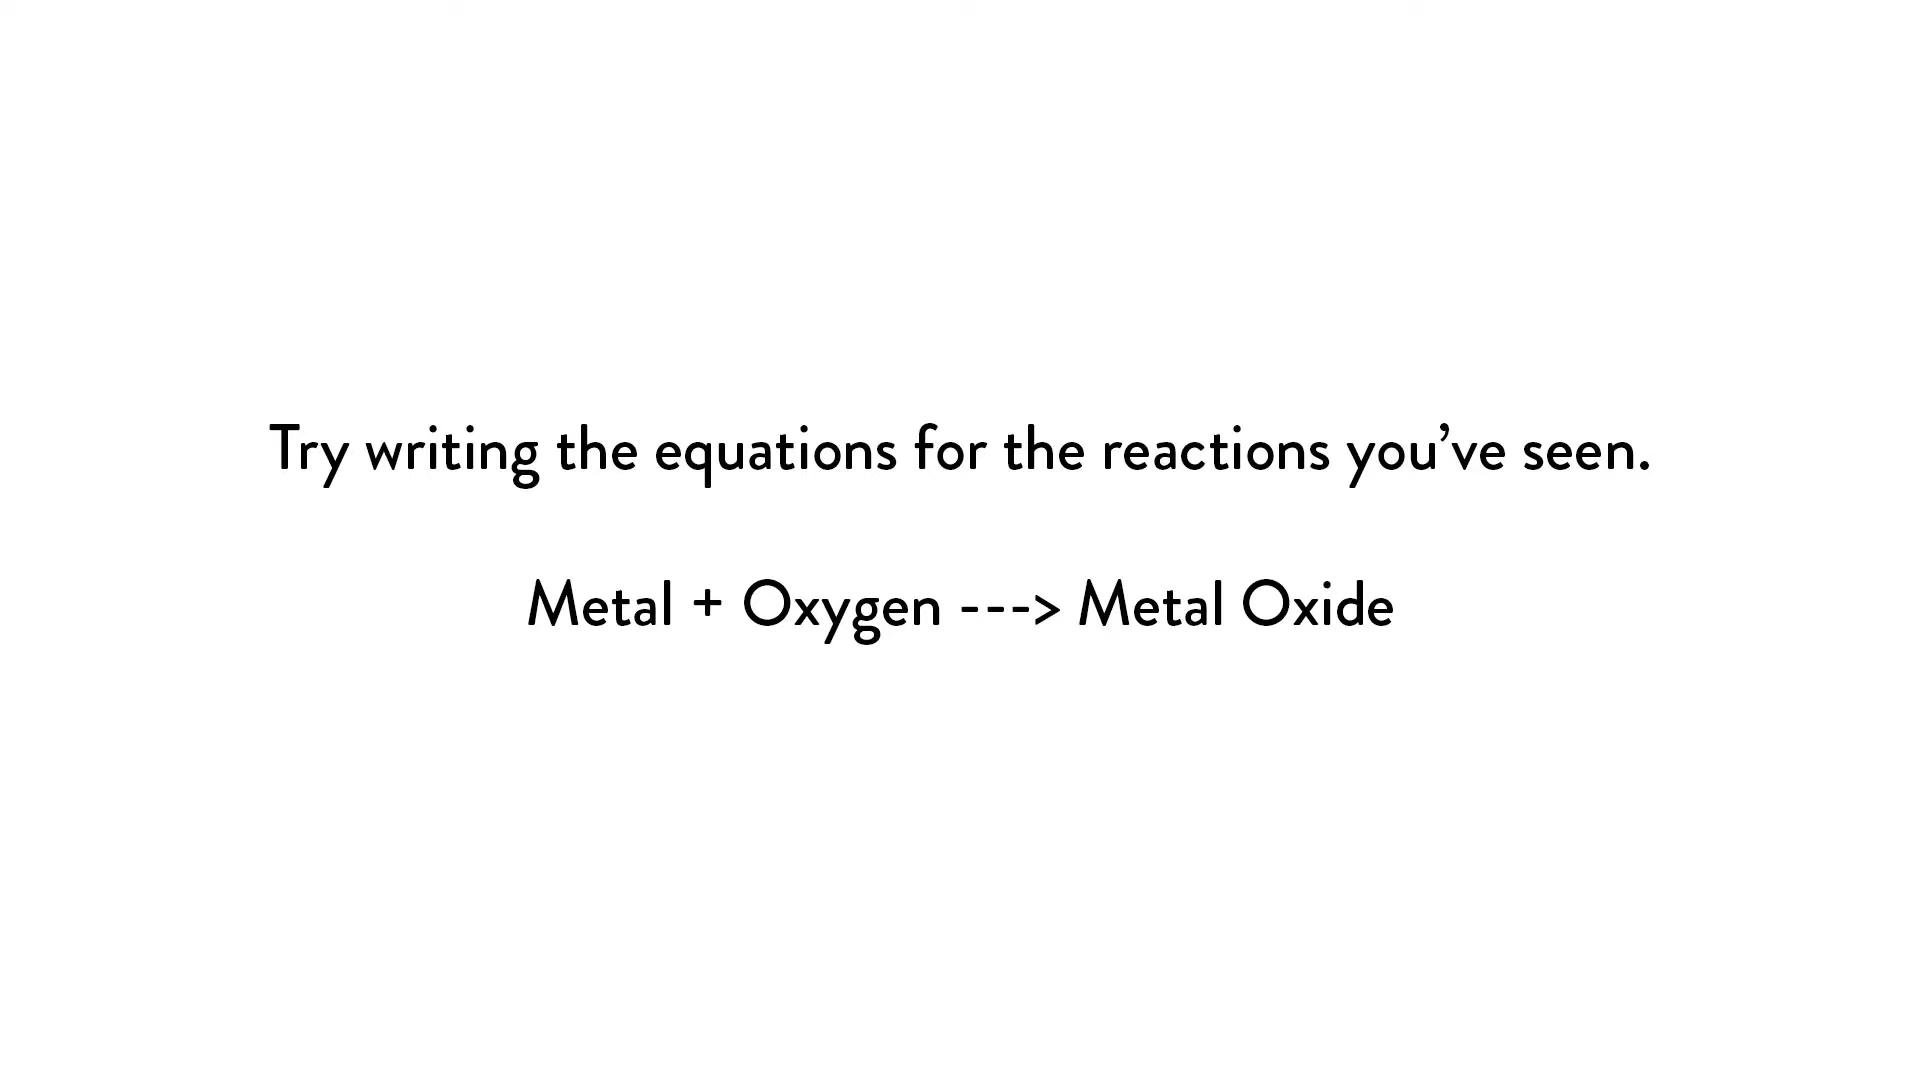 Try writing the equations for the reactions you’ve seen.
Metal + Oxygen ---> Metal Oxide